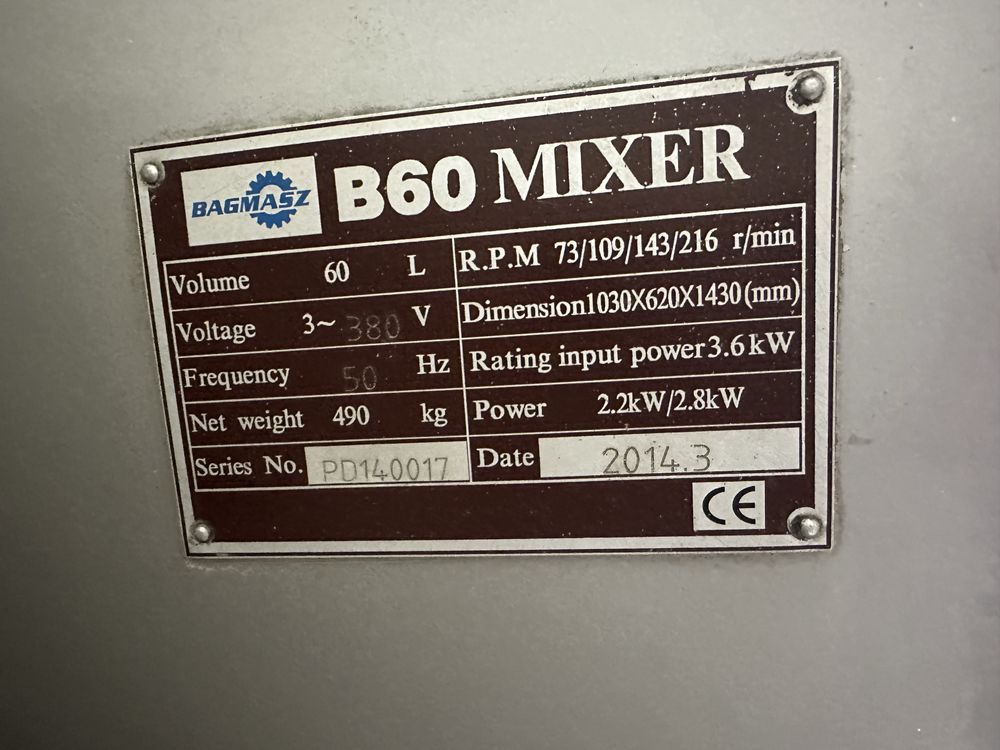 BAGMASZ B60 MIXER
Volume 60 L R.P.M 73/109/143/216 r/min
Voltage 3~ 380 V Dimension1030X620X1430(mm)
Frequency 50 Hz Rating input power3.6kW
Net weight 490 kg Power 2.2kW/2.8kW
Series No. PD140017 Date 2014.3
CE